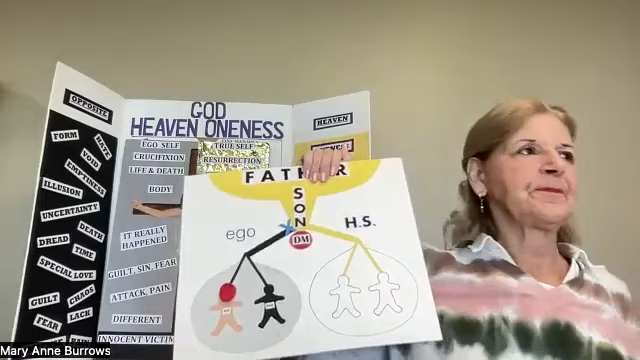 OPPOSITE
FORM
HATE
VOID
EMPTINESS
ILLUSION
UNCERTAINTY
DEATH
DREAD
TIME
SPECIAL LOVE
GUILT
CHAOS
FEAR
LACK
GOD
HEAVEN ONENESS
EGO SELF
CRUCIFIXION
LIFE & DEATH
BODY
IT REALLY
HAPPENED
GUILT, SIN, FEAR
ATTACK, PAIN
DIFFERENT
INNOCENT VICTIM
TRUE SELF
RESURRECTION
HEAVEN
FATHER
SON
DM
ego
H.S.
Mary Anne Burrows